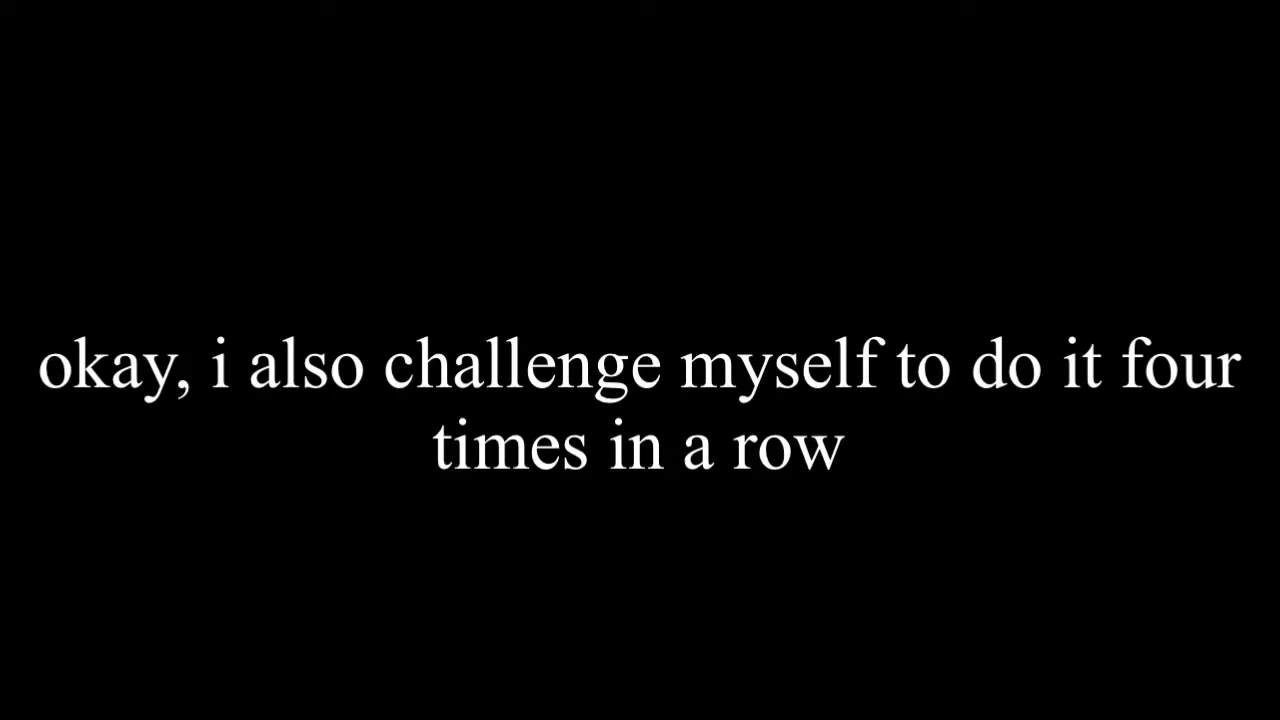 okay, i also challenge myself to do it four
times in a row